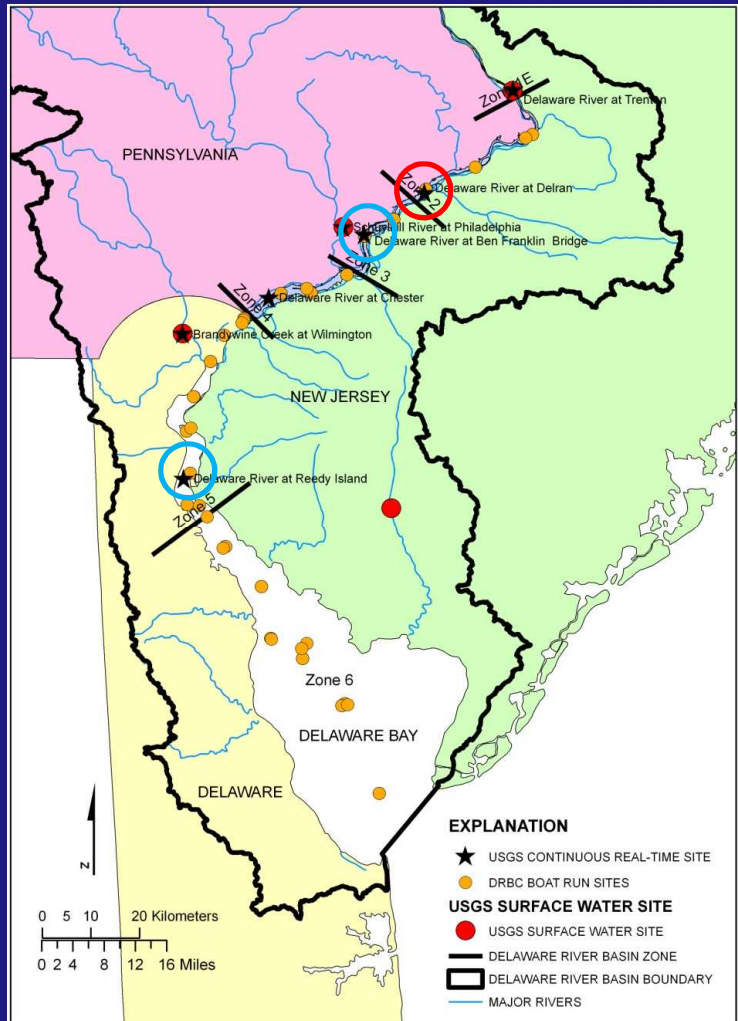 Zone 1E
Delaware River at Trenton
PENNSYLVANIA
Delaware River at Delran
Zone 2
Schuylkill River at Philadelphia
Delaware River at Ben Franklin Bridge
Zone 3
Delaware River at Chester
Zone 4
Brandywine Creek at Wilmington
NEW JERSEY
Delaware River at Reedy Island
Zone 5
Zone 6
DELAWARE BAY
DELAWARE
N
0 5 10 20 Kilometers
0 2 4 8 12 16 Miles
EXPLANATION
USGS CONTINUOUS REAL-TIME SITE
DRBC BOAT RUN SITES
USGS SURFACE WATER SITE
USGS SURFACE WATER SITE
DELAWARE RIVER BASIN ZONE
DELAWARE RIVER BASIN BOUNDARY
MAJOR RIVERS